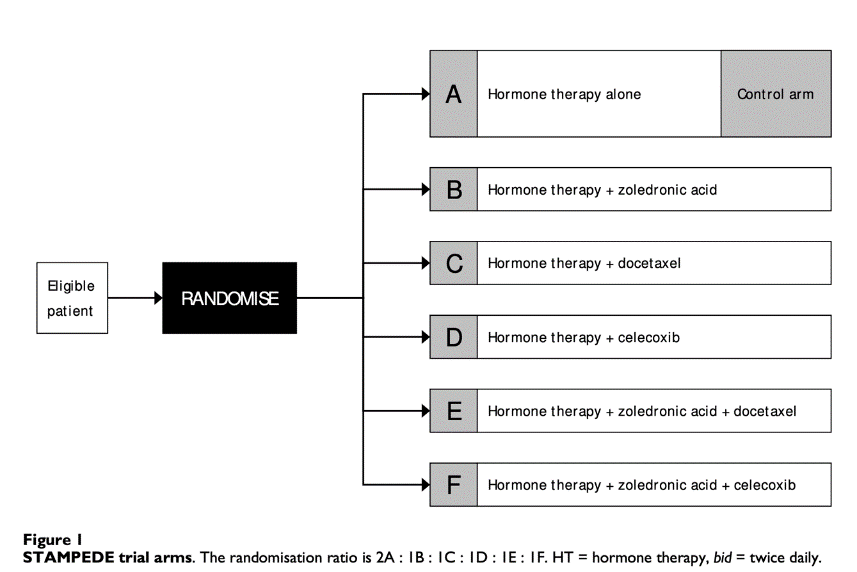 A
Hormone therapy alone
Control arm
B
Hormone therapy + zoledronic acid
C
Hormone therapy + docetaxel
Eligible
patient
RANDOMISE
D
Hormone therapy + celecoxib
E
Hormone therapy + zoledronic acid + docetaxel
F
Hormone therapy + zoledronic acid + celecoxib
Figure 1
STAMPEDE trial arms. The randomisation ratio is 2A : 1B : 1C : 1D : 1E : 1F. HT = hormone therapy, bid = twice daily.